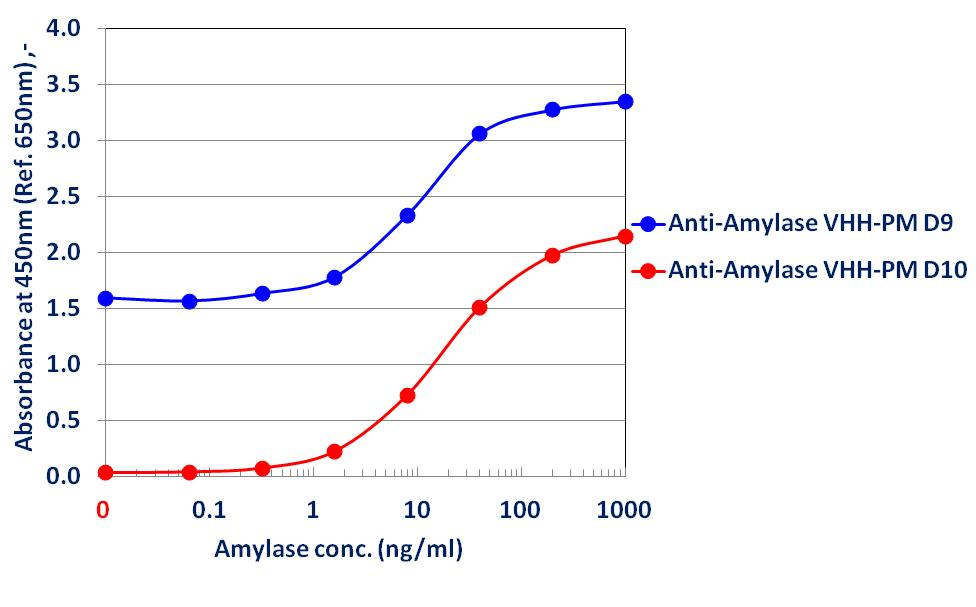 4.0
3.5
3.0
2.5
2.0
1.5
1.0
0.5
0.0
Absorbance at 450nm (Ref. 650nm) ,-
0 0.1 1 10 100 1000
Amylase conc. (ng/ml)
Anti-Amylase VHH-PM D9
Anti-Amylase VHH-PM D10